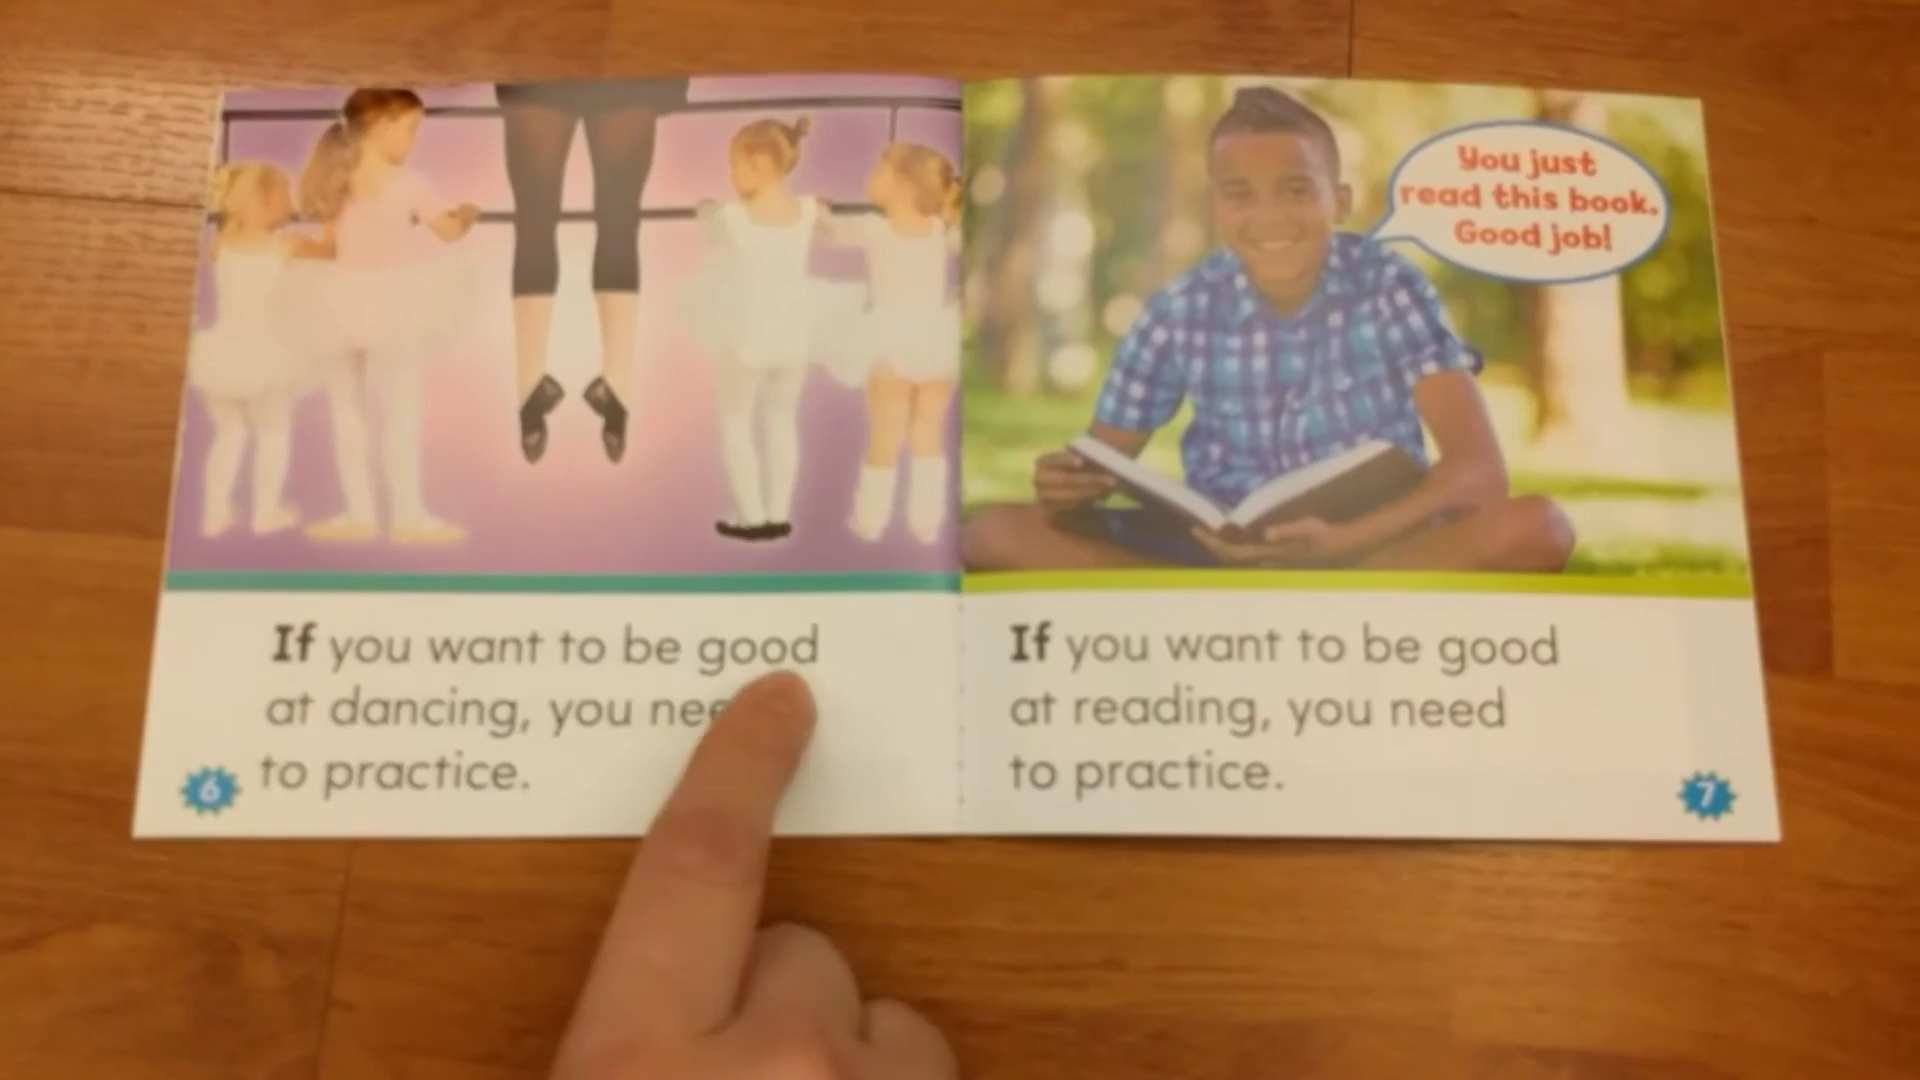 If you want to be good
at dancing, you nee
to practice.
6
You just
read this book.
Good job!
If you want to be good
at reading, you need
to practice.
7